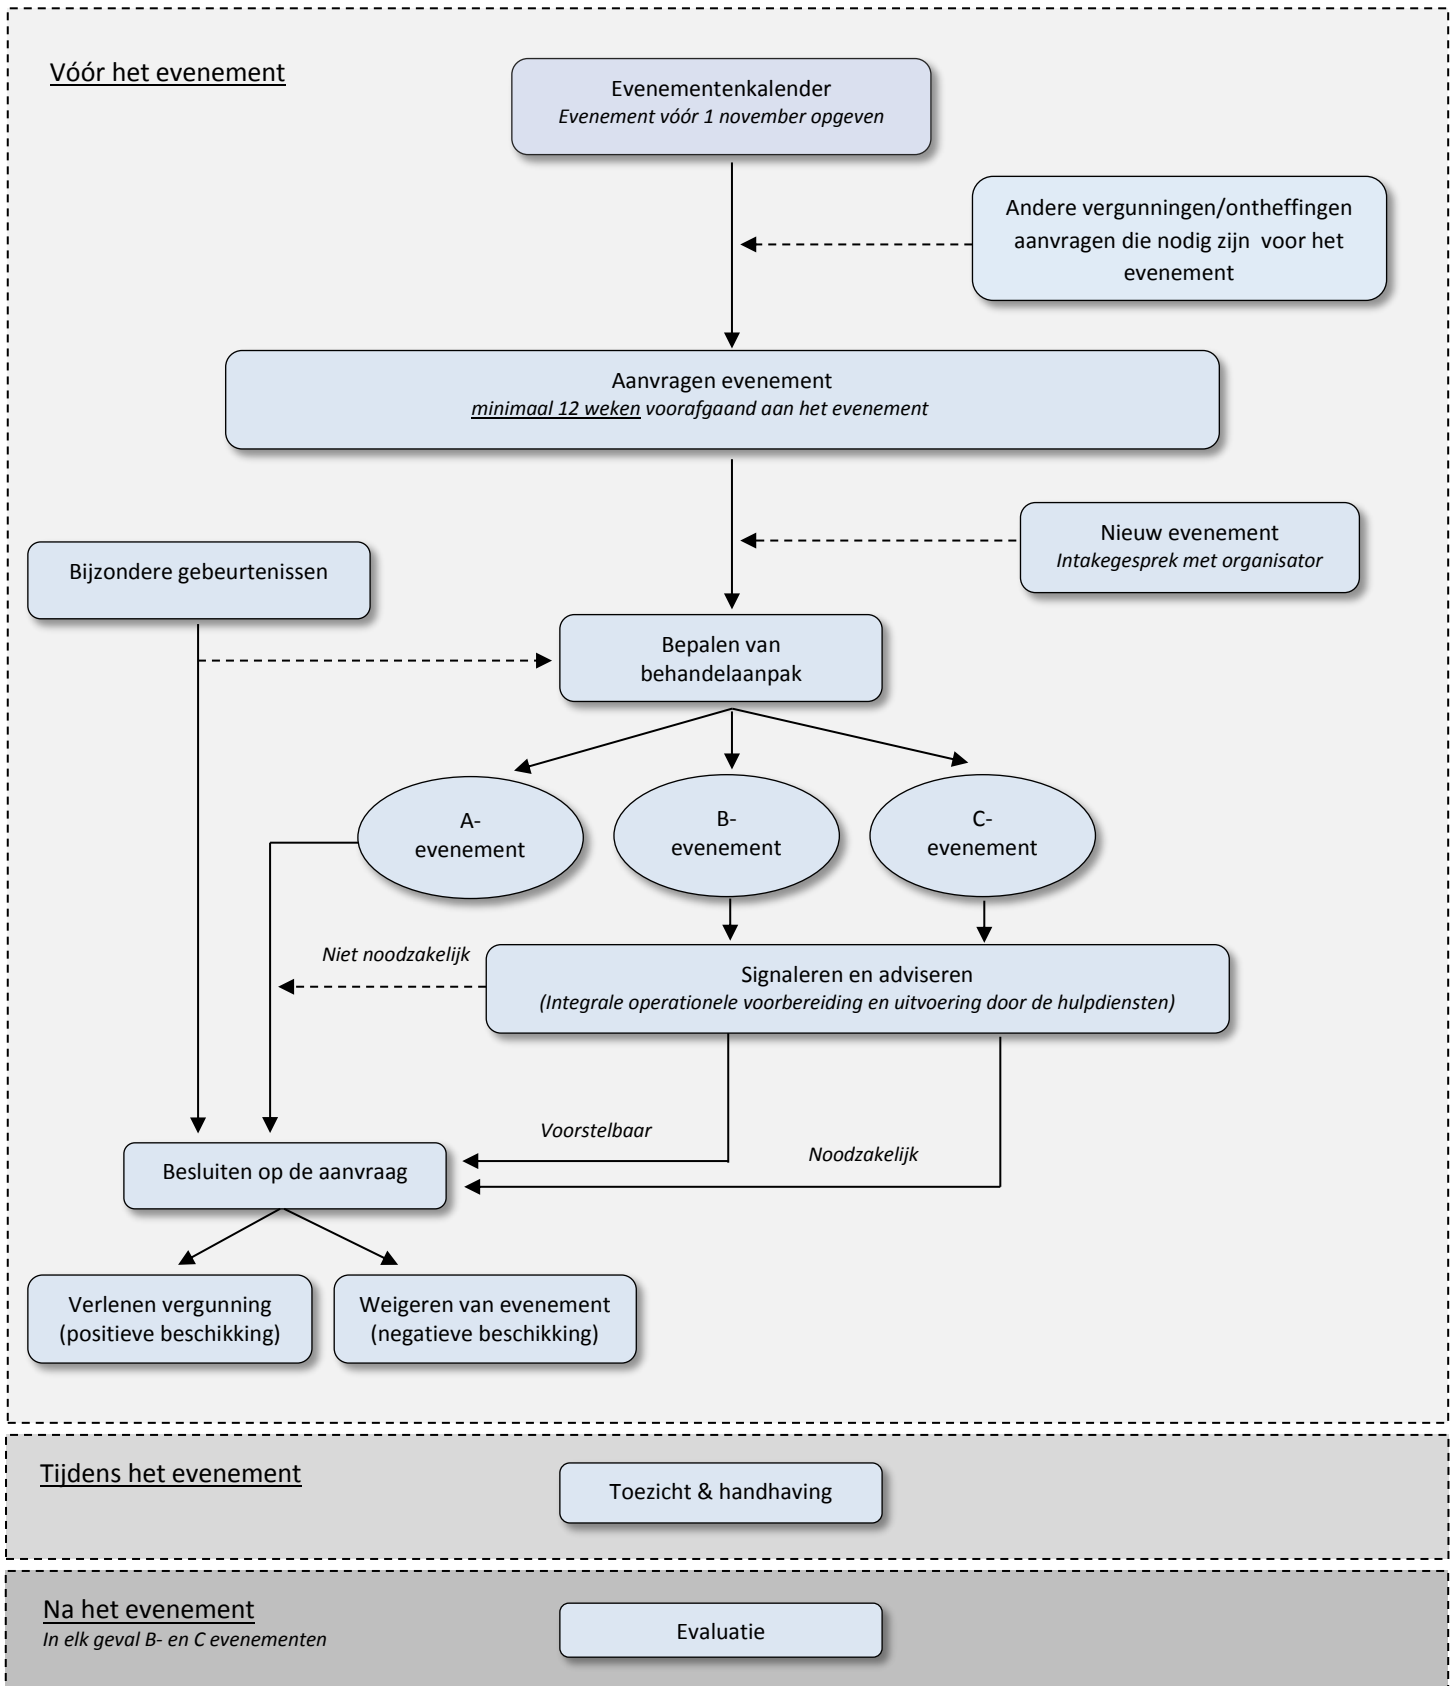 Vóór het evenement
Evenementenkalender
Evenement vóór 1 november opgeven
Andere vergunningen/ontheffingen
aanvragen die nodig zijn voor het
evenement
Aanvragen evenement
minimaal 12 weken voorafgaand aan het evenement
Nieuw evenement
Intakegesprek met organisator
Bijzondere gebeurtenissen
Bepalen van
behandelaanpak
A-
evenement
B-
evenement
C-
evenement
Niet noodzakelijk
Signaleren en adviseren
(Integrale operationele voorbereiding en uitvoering door de hulpdiensten)
Voorstelbaar
Noodzakelijk
Besluiten op de aanvraag
Verlenen vergunning
(positieve beschikking)
Weigeren van evenement
(negatieve beschikking)
Tijdens het evenement
Toezicht & handhaving
Na het evenement
In elk geval B- en C evenementen
Evaluatie